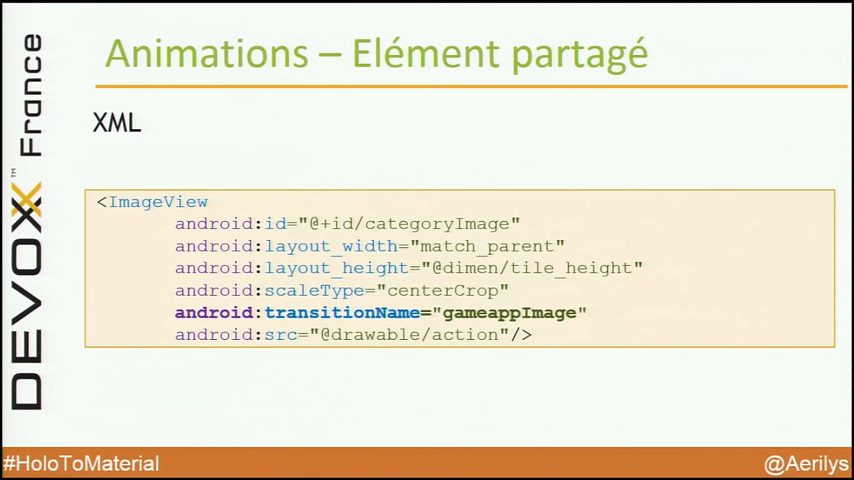 Animations – Elément partagé
DEVOXX™ France
XML
<ImageView
android:id="@+id/categoryImage"
android:layout_width="match_parent"
android:layout_height="@dimen/tile_height"
android:scaleType="centerCrop"
android:transitionName="gameappImage"
android:src="@drawable/action"/>
#HoloToMaterial
@Aerilys